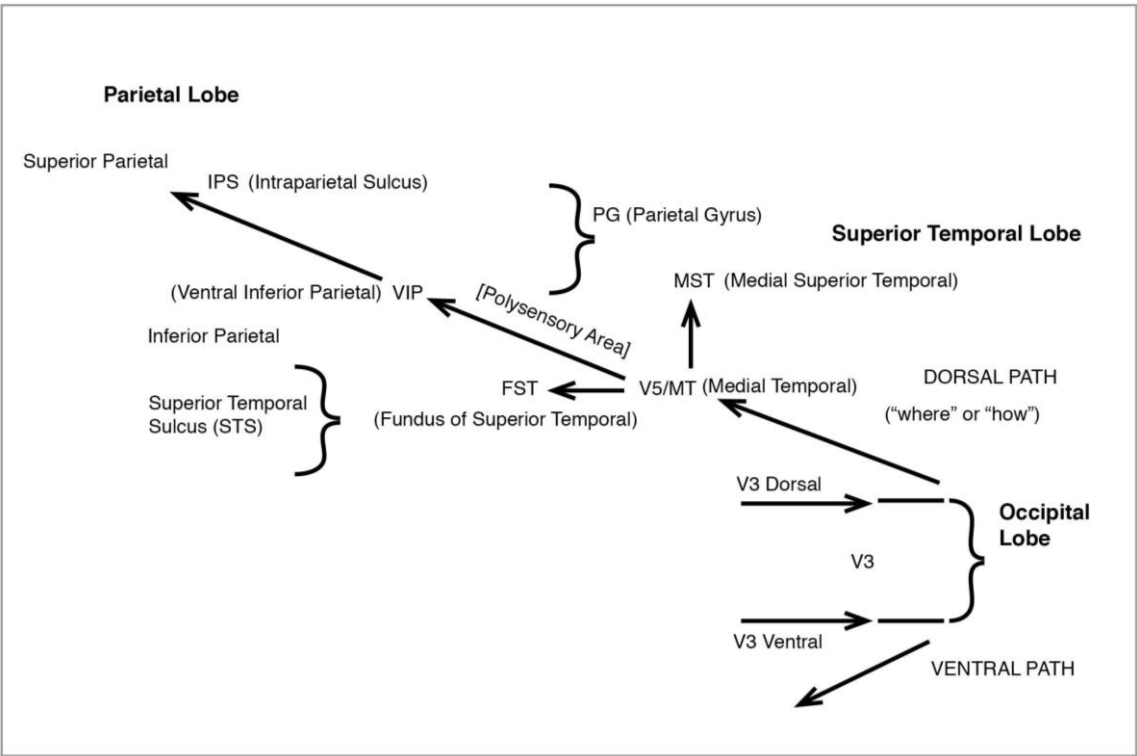 Parietal Lobe
Superior Parietal
IPS (Intraparietal Sulcus)
PG (Parietal Gyrus)
Superior Temporal Lobe
MST (Medial Superior Temporal)
(Ventral Inferior Parietal) VIP
[Polysensory Area]
Inferior Parietal
FST
V5/MT (Medial Temporal)
DORSAL PATH
Superior Temporal
Sulcus (STS)
(Fundus of Superior Temporal)
(“where” or “how”)
V3 Dorsal
Occipital
Lobe
V3
V3 Ventral
VENTRAL PATH